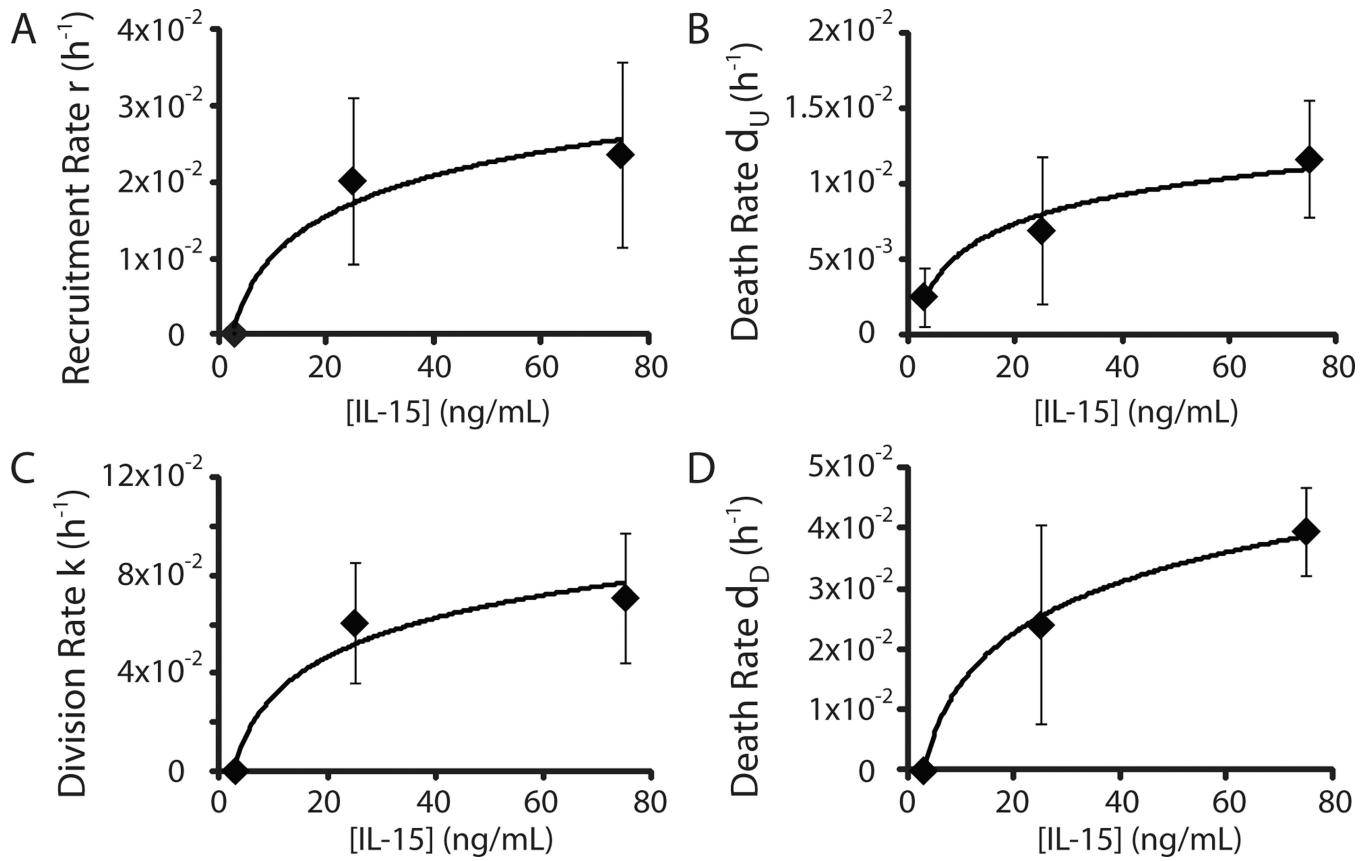 A
Recruitment Rate r (h⁻¹)
4x10⁻²
3x10⁻²
2x10⁻²
1x10⁻²
0
0 20 40 60 80
[IL-15] (ng/mL)
B
Death Rate d_U (h⁻¹)
2x10⁻²
1.5x10⁻²
1x10⁻²
5x10⁻³
0
0 20 40 60 80
[IL-15] (ng/mL)
C
Division Rate k (h⁻¹)
12x10⁻²
8x10⁻²
4x10⁻²
0
0 20 40 60 80
[IL-15] (ng/mL)
D
Death Rate d_D (h⁻¹)
5x10⁻²
4x10⁻²
3x10⁻²
2x10⁻²
1x10⁻²
0
0 20 40 60 80
[IL-15] (ng/mL)